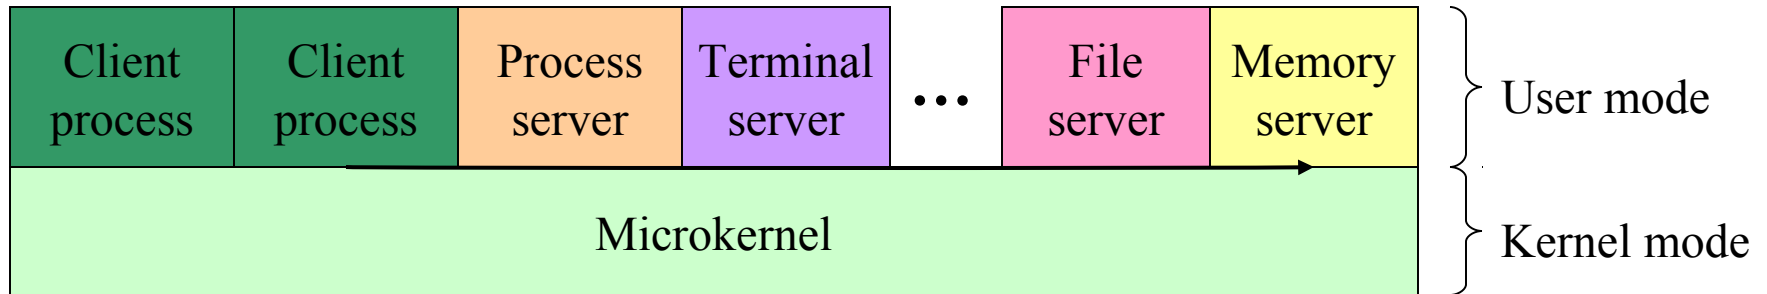 Client process
Client process
Process server
Terminal server
...
File server
Memory server
User mode
Microkernel
Kernel mode